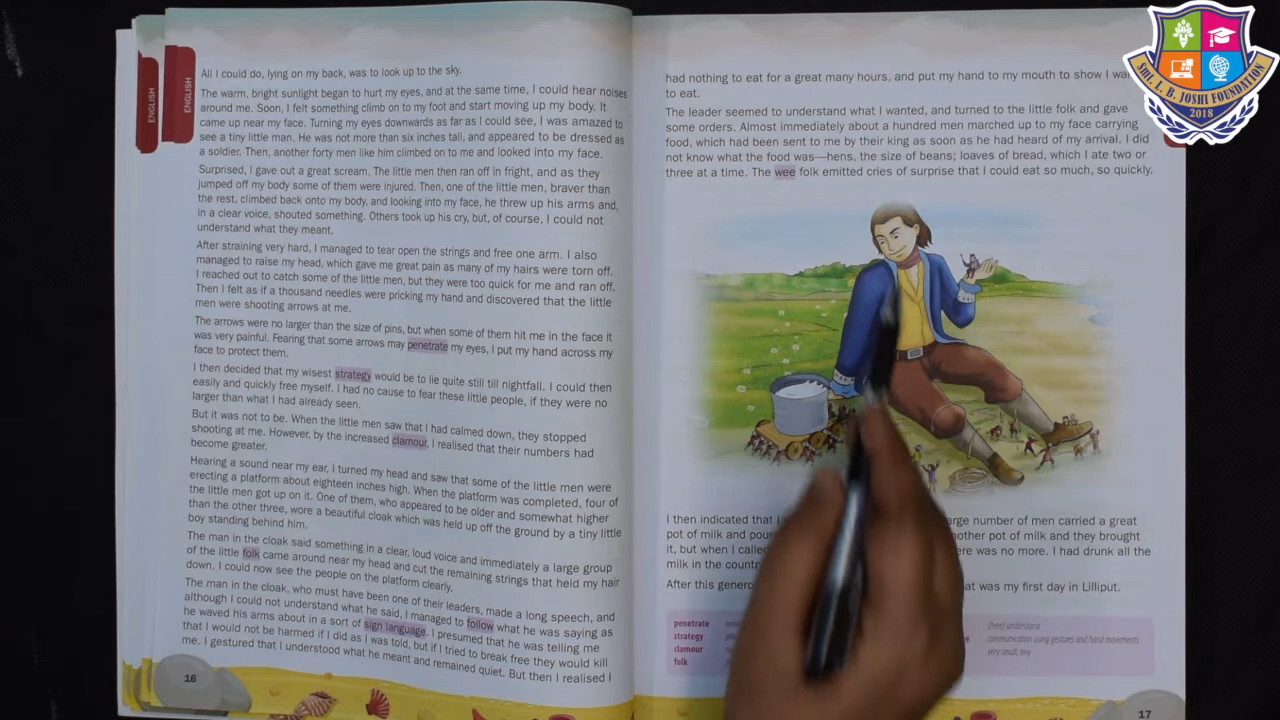 ENGLISH
ENGLISH
All I could do, lying on my back, was to look up to the sky.
The warm, bright sunlight began to hurt my eyes, and at the same time, I could hear noises
around me. Soon, I felt something climb on to my foot and start moving up my body. It
came up near my face. Turning my eyes downwards as far as I could see, I was amazed to
see a tiny little man. He was not more than six inches tall, and appeared to be dressed as
a soldier. Then, another forty men like him climbed on to me and looked into my face.
Surprised, I gave out a great scream. The little men then ran off in fright, and as they
jumped off my body some of them were injured. Then, one of the little men, braver than
the rest, climbed back onto my body, and looking into my face, he threw up his arms and,
in a clear voice, shouted something. Others took up his cry, but, of course, I could not
understand what they meant.
After straining very hard, I managed to tear open the strings and free one arm. I also
managed to raise my head, which gave me great pain as many of my hairs were torn off.
I reached out to catch some of the little men, but they were too quick for me and ran off.
Then I felt as if a thousand needles were pricking my hand and discovered that the little
men were shooting arrows at me.
The arrows were no larger than the size of pins, but when some of them hit me in the face it
was very painful. Fearing that some arrows may penetrate my eyes, I put my hand across my
face to protect them.
I then decided that my wisest strategy would be to lie quite still till nightfall. I could then
easily and quickly free myself. I had no cause to fear these little people, if they were no
larger than what I had already seen.
But it was not to be. When the little men saw that I had calmed down, they stopped
shooting at me. However, by the increased clamour, I realised that their numbers had
become greater.
Hearing a sound near my ear, I turned my head and saw that some of the little men were
erecting a platform about eighteen inches high. When the platform was completed, four of
the little men got up on it. One of them, who appeared to be older and somewhat higher
than the other three, wore a beautiful cloak which was held up off the ground by a tiny little
boy standing behind him.
The man in the cloak said something in a clear, loud voice and immediately a large group
of the little folk came around near my head and cut the remaining strings that held my hair
down. I could now see the people on the platform clearly.
The man in the cloak, who must have been one of their leaders, made a long speech, and
although I could not understand what he said, I managed to follow what he was saying as
he waved his arms about in a sort of sign language. I presumed that he was telling me
that I would not be harmed if I did as I was told, but if I tried to break free they would kill
me. I gestured that I understood what he meant and remained quiet. But then I realised I
16
had nothing to eat for a great many hours, and put my hand to my mouth to show I
to eat.
The leader seemed to understand what I wanted, and turned to the little folk and gave
some orders. Almost immediately about a hundred men marched up to my face carrying
food, which had been sent to me by their king as soon as he had heard of my arrival. I did
not know what the food was—hens, the size of beans; loaves of bread, which I ate two or
three at a time. The wee folk emitted cries of surprise that I could eat so much, so quickly.
I then indicated that I large number of men carried a great
pot of milk and another pot of milk and they brought
it, but when I called there was no more. I had drunk all the
milk in the
After this that was my first day in Lilliput.
penetrate (here) understand
strategy communication using gestures and hand movements
clamour very small; tiny
folk
17
SMT. I. B. JOSHI FOUNDATION
2018